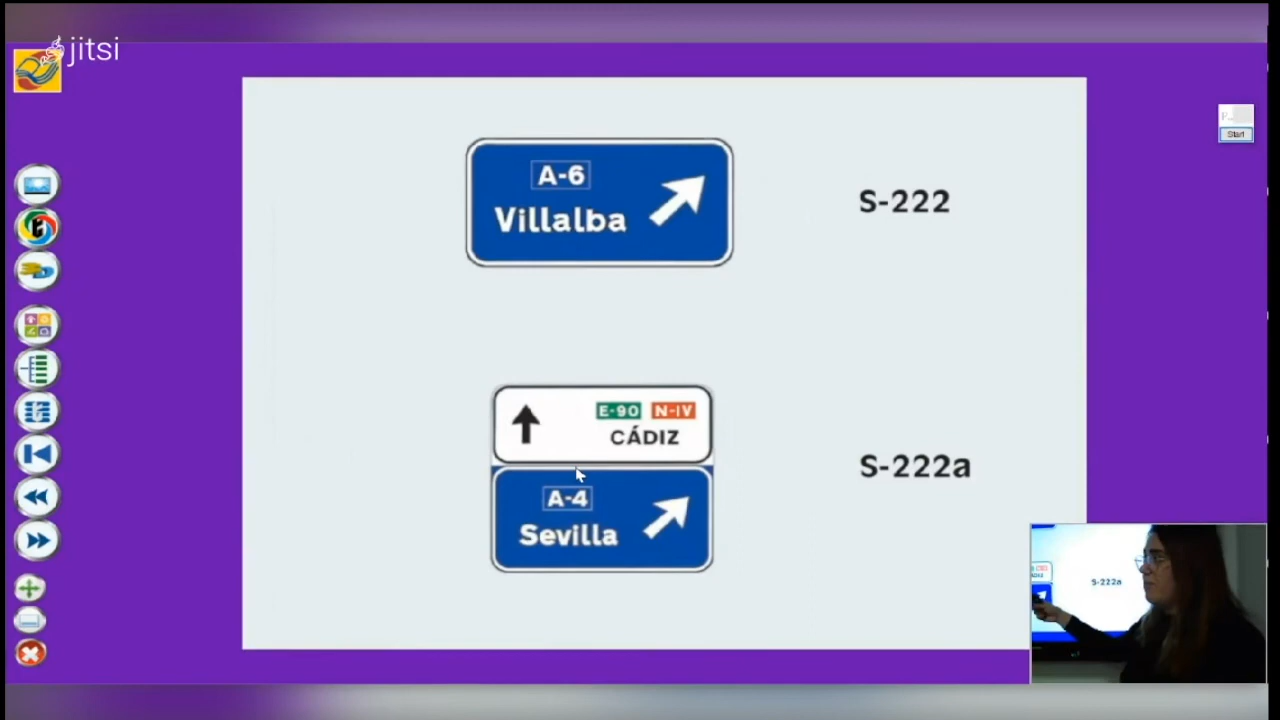 jitsi
A-6
Villalba
S-222
E-90 N-IV
CÁDIZ
S-222a
A-4
Sevilla
Start
S-222a